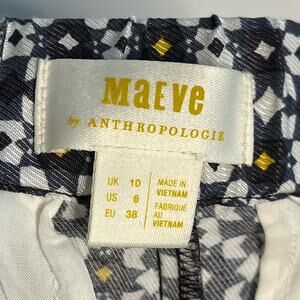 MAEVE
by ANTHROPOLOGIE
UK 10
US 6
EU 38
MADE IN
VIETNAM
FABRIQUÉ
AU
VIETNAM